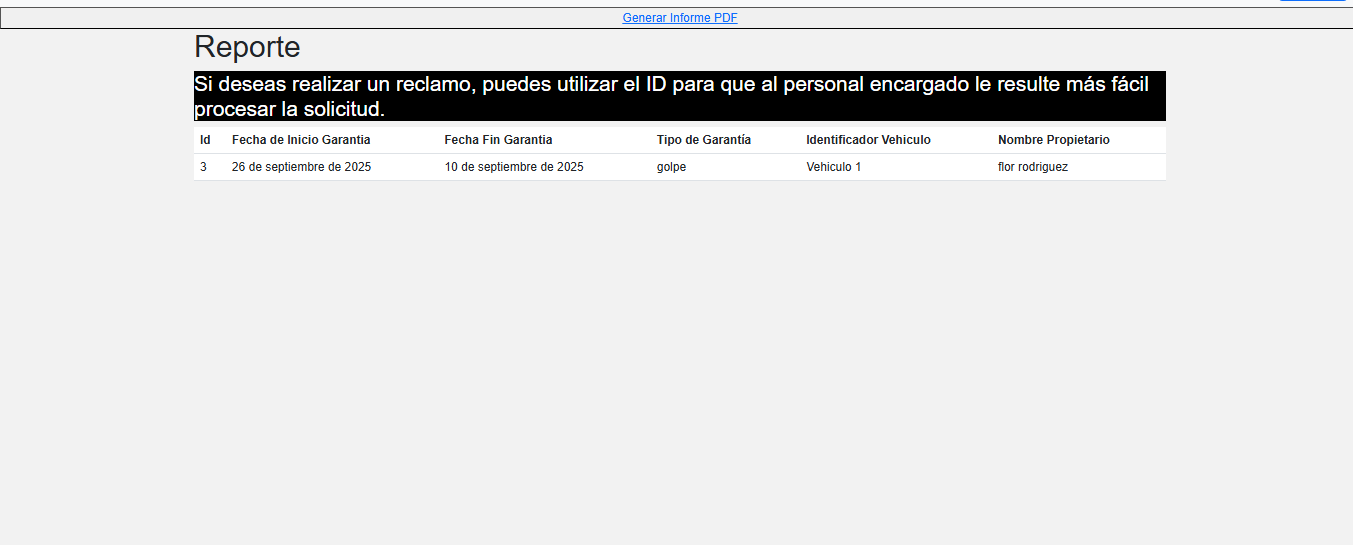 Generar Informe PDF
Reporte
Si deseas realizar un reclamo, puedes utilizar el ID para que al personal encargado le resulte más fácil
procesar la solicitud.
Id Fecha de Inicio Garantia Fecha Fin Garantia Tipo de Garantía Identificador Vehiculo Nombre Propietario
3 26 de septiembre de 2025 10 de septiembre de 2025 golpe Vehiculo 1 flor rodriguez